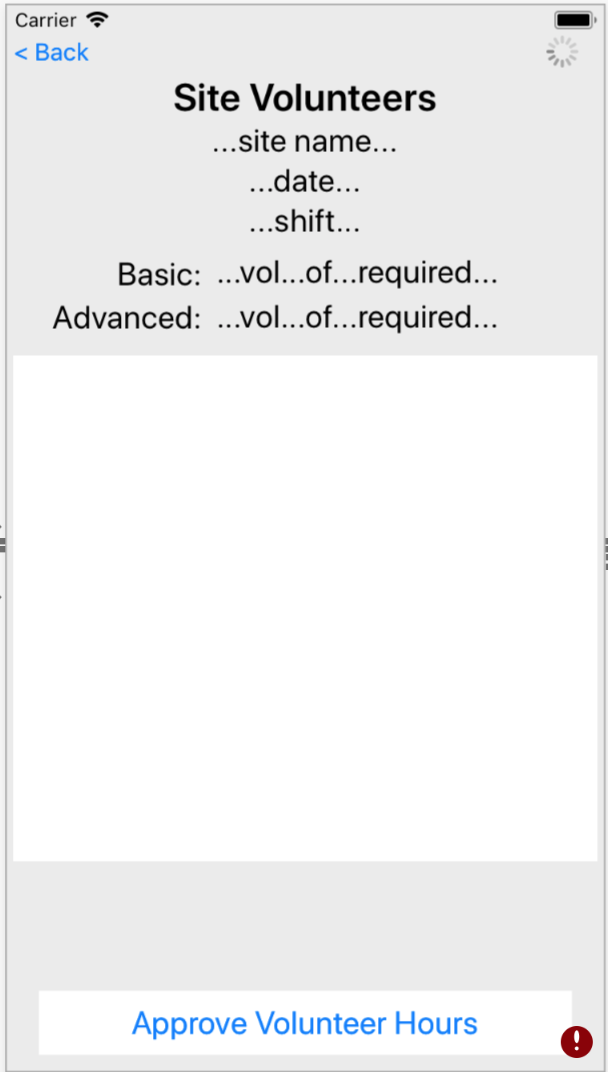 Carrier
< Back
Site Volunteers
...site name...
...date...
...shift...
Basic: ...vol...of...required...
Advanced: ...vol...of...required...
Approve Volunteer Hours
!